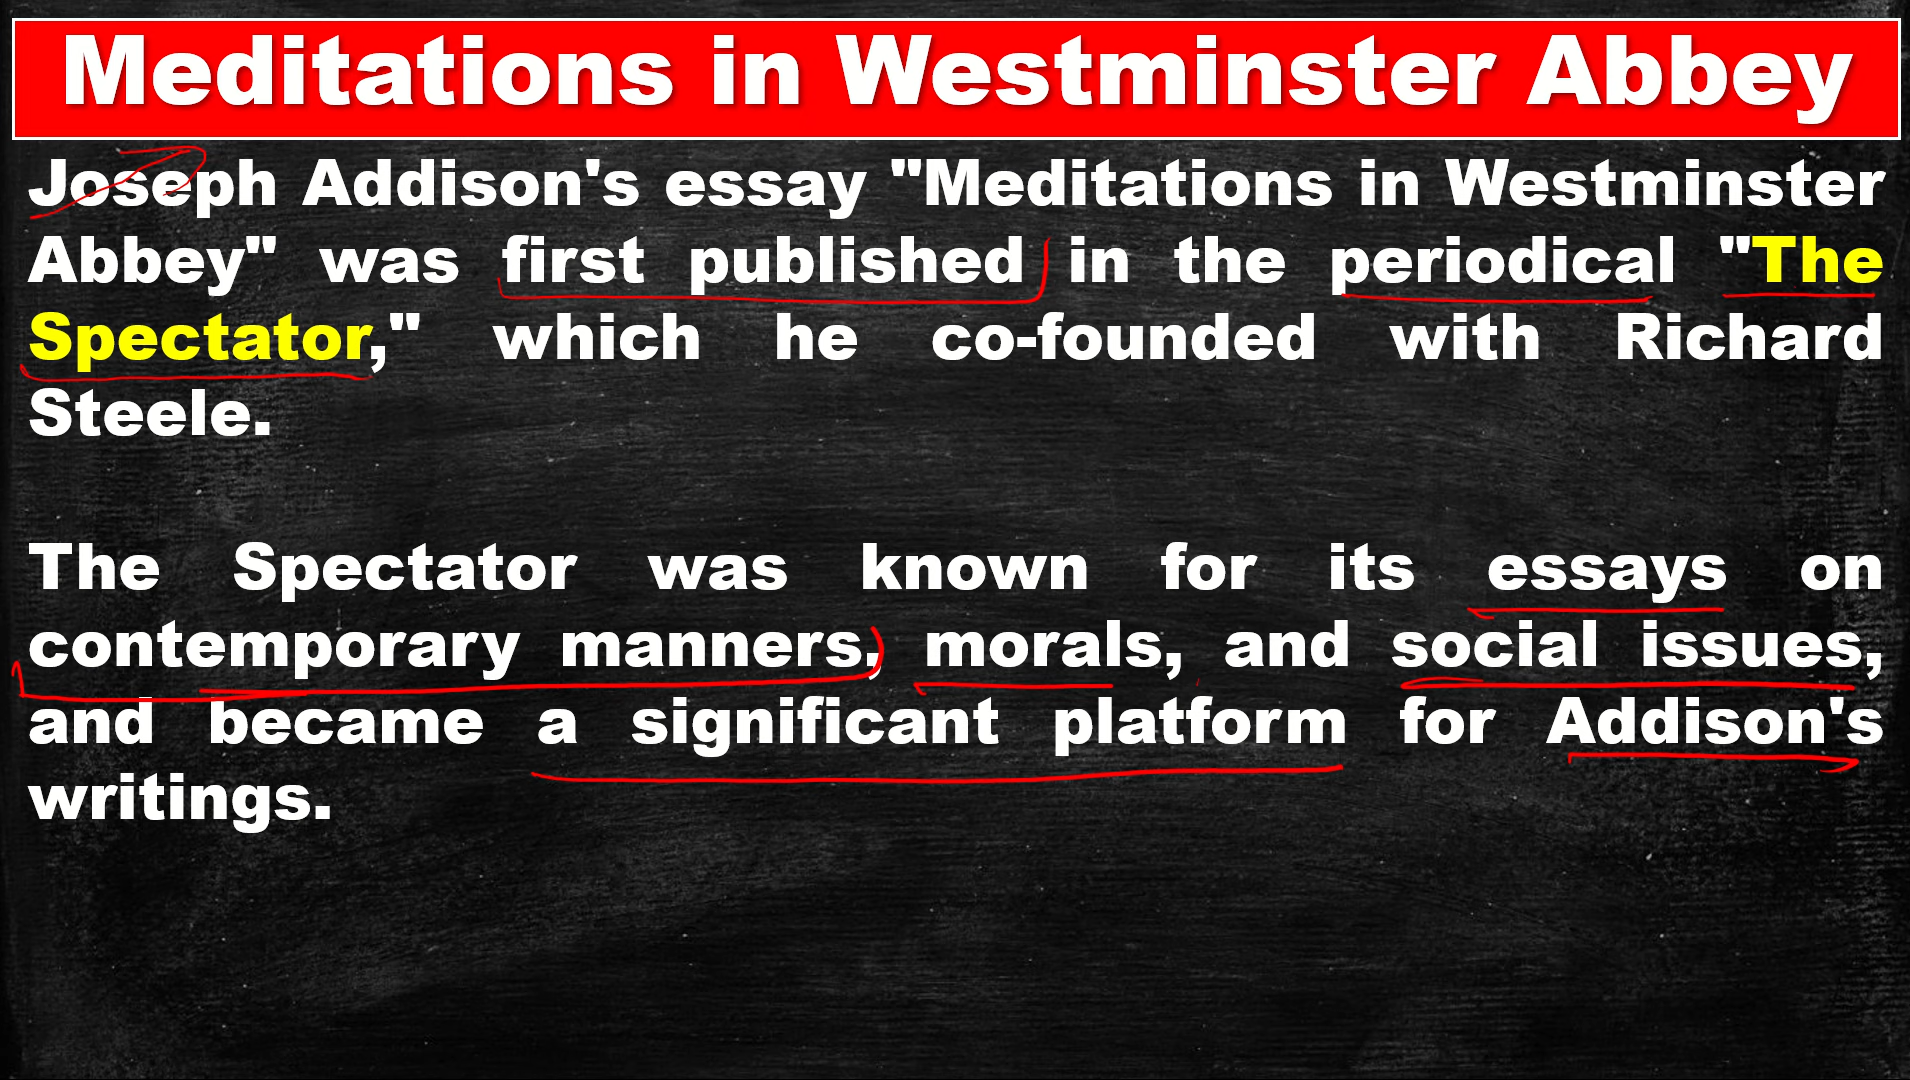 Meditations in Westminster Abbey
Joseph Addison's essay "Meditations in Westminster
Abbey" was first published in the periodical "The
Spectator," which he co-founded with Richard
Steele.
The Spectator was known for its essays on
contemporary manners, morals, and social issues,
and became a significant platform for Addison's
writings.